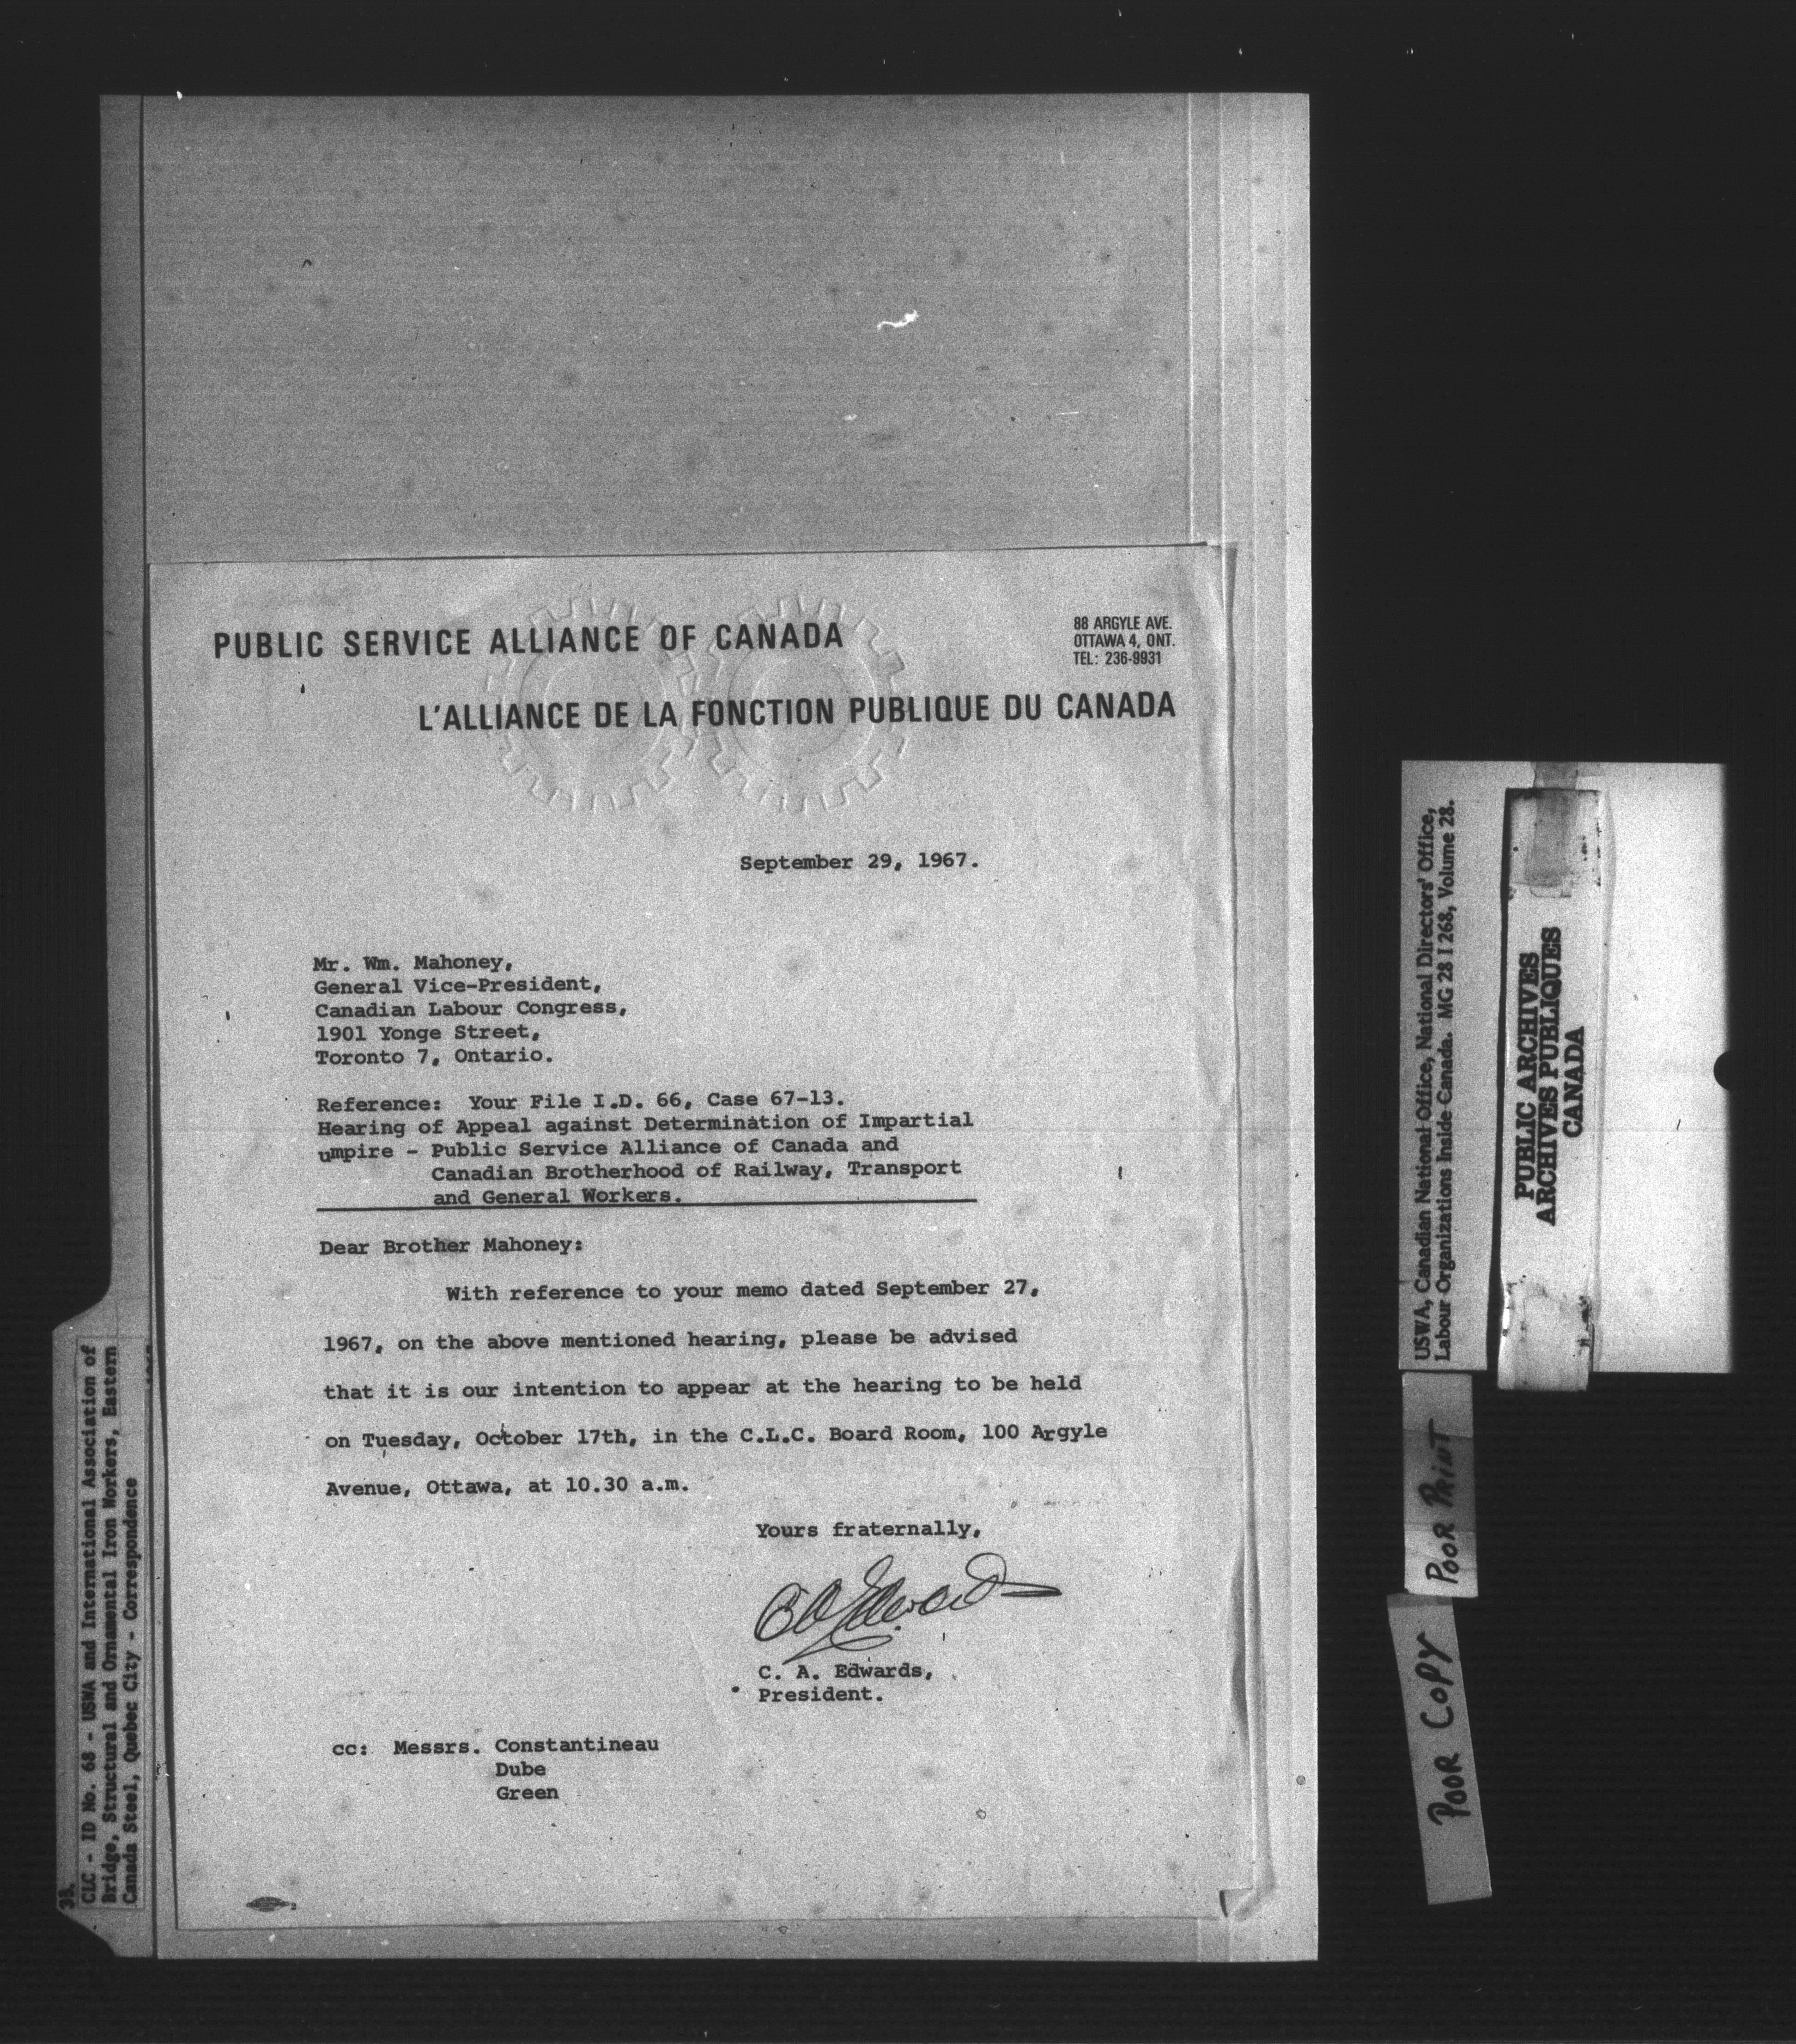 PUBLIC SERVICE ALLIANCE OF CANADA
88 ARGYLE AVE.
OTTAWA 4, ONT.
TEL: 236-9931
L'ALLIANCE DE LA FONCTION PUBLIQUE DU CANADA
September 29, 1967.
Mr. Wm. Mahoney,
General Vice-President,
Canadian Labour Congress,
1901 Yonge Street,
Toronto 7, Ontario.
Reference: Your File I.D. 66, Case 67-13.
Hearing of Appeal against Determination of Impartial
umpire - Public Service Alliance of Canada and
Canadian Brotherhood of Railway, Transport
and General Workers.
Dear Brother Mahoney:
With reference to your memo dated September 27,
1967, on the above mentioned hearing, please be advised
that it is our intention to appear at the hearing to be held
on Tuesday, October 17th, in the C.L.C. Board Room, 100 Argyle
Avenue, Ottawa, at 10.30 a.m.
Yours fraternally,
C A Edwards
C. A. Edwards,
President.
cc: Messrs. Constantineau
Dube
Green
38.
CLC - ID No. 68 - USWA and International Association of
Bridge, Structural and Ornamental Iron Workers, Eastern
Canada Steel, Quebec City - Correspondence
USWA, Canadian National Office, National Directors' Office,
Labour Organizations Inside Canada. MG 28 I 268, Volume 28.
PUBLIC ARCHIVES
ARCHIVES PUBLIQUES
CANADA
POOR PRINT
POOR COPY